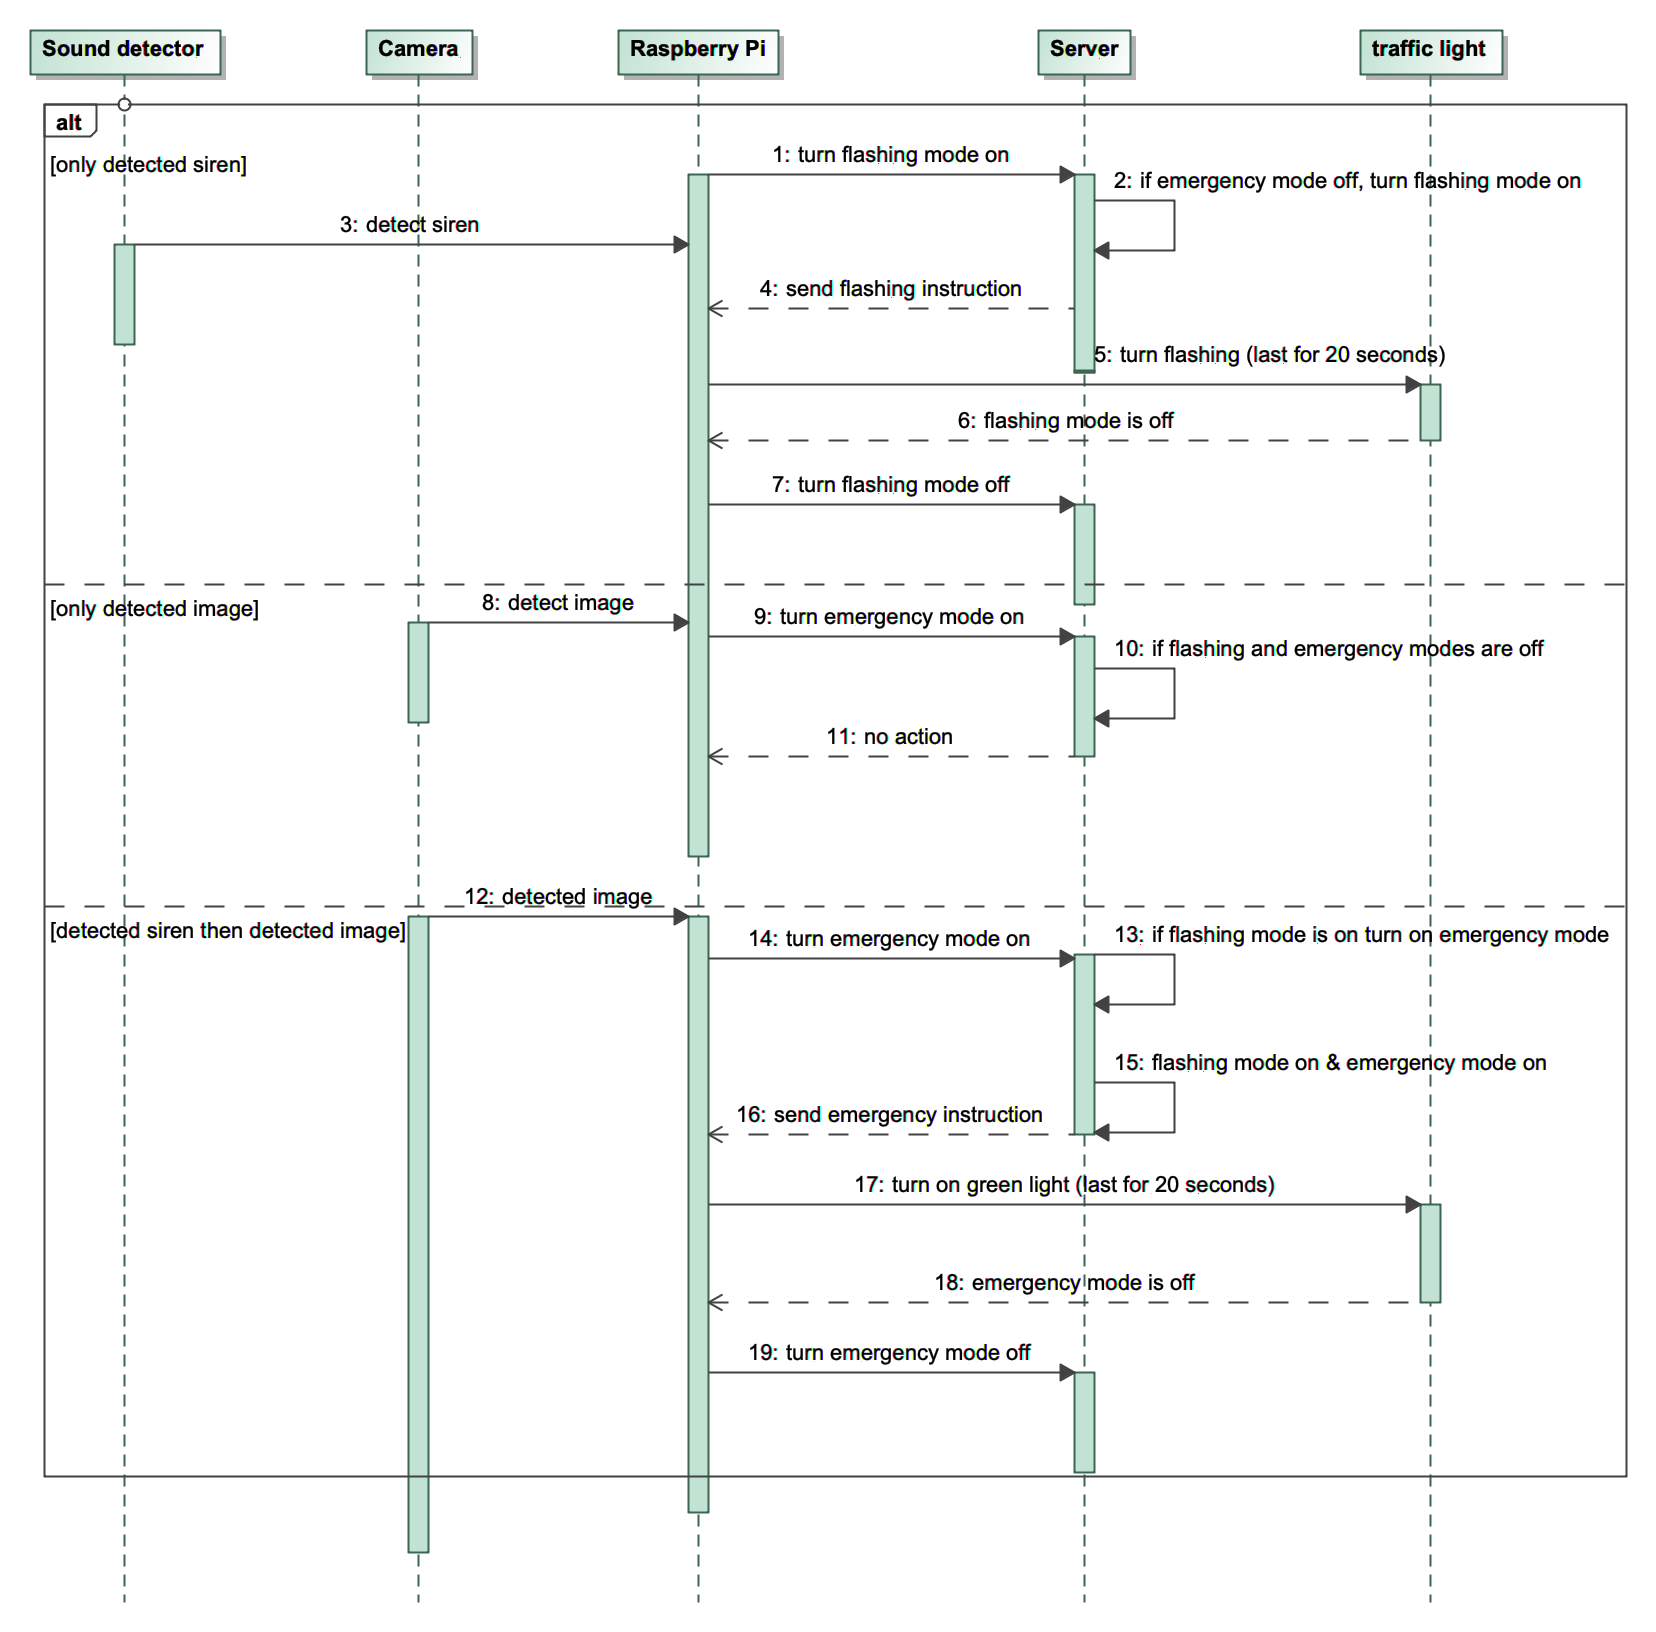 Sound detector
Camera
Raspberry Pi
Server
traffic light
alt
[only detected siren]
1: turn flashing mode on
2: if emergency mode off, turn flashing mode on
3: detect siren
4: send flashing instruction
5: turn flashing (last for 20 seconds)
6: flashing mode is off
7: turn flashing mode off
[only detected image]
8: detect image
9: turn emergency mode on
10: if flashing and emergency modes are off
11: no action
12: detected image
[detected siren then detected image]
14: turn emergency mode on
13: if flashing mode is on turn on emergency mode
15: flashing mode on & emergency mode on
16: send emergency instruction
17: turn on green light (last for 20 seconds)
18: emergency mode is off
19: turn emergency mode off